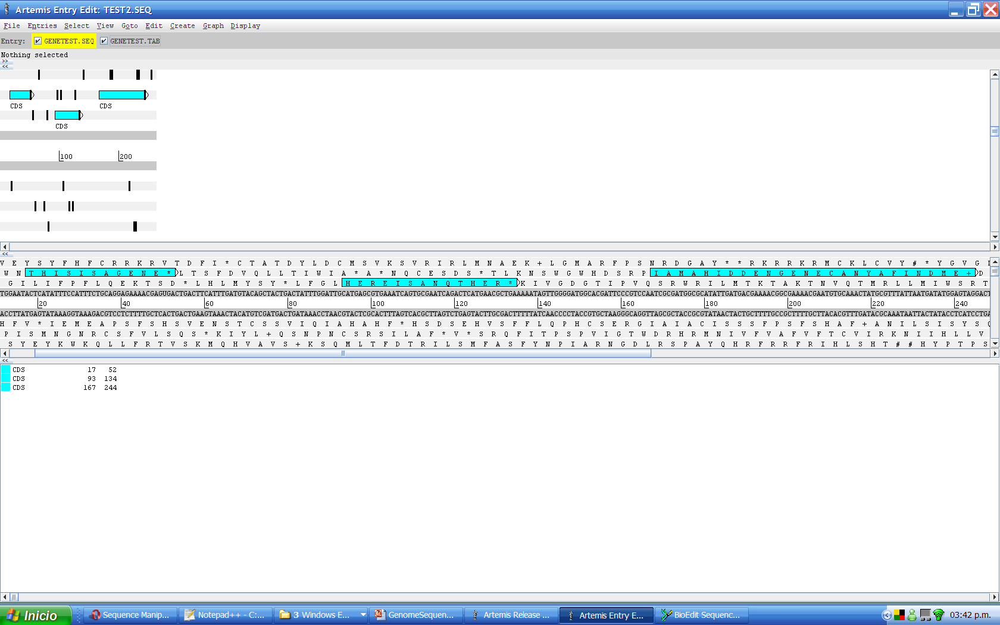 Artemis Entry Edit: TEST2.SEQ
File Entries Select View Goto Edit Create Graph Display
Entry: GENETEST.SEQ GENETEST.TAB
Nothing selected
>>
<<
CDS CDS
CDS
100 200
<<
V E Y S Y F H F C R R K R V T D F I * C T A T D Y L D C M S V K S V R I R L M N A E K + L G M A R F P S N R D G A Y * * R K R R K R M C K L C V Y # * Y G V G
W N T H I S I S A G E N E * L T S F D V Q L L T I W I A * A * N Q C E S D S * T L K N S W G W H D S R P I A M A H I D D E N G E N E C A N Y A F I N D M E + D
G I L I F P F L Q E K T S D * L H L M Y S Y * L F G L H E R E I S A N Q T H E R * K I V G D G T I P V Q S R W R I L M T K T A K T N V Q T M R L L M I W S R T
TGGAATACTCATATTTCCATTTCTGCAGGAGAAAACGAGTGACTGACTTCATTTGATGTACAGCTACTGACTATTTGGATTGCATGAGCGTGAAATCAGTGCGAATCAGACTCATGAACGCTGAAAAATAGTTGGGGATGGCACGATTCCCGTCCAATCGCGATGGCGCATATTGATGACGAAAACGGCGAAAACGAATGTGCAAACTATGCGTTTATTAATGATATGGAGTAGGACT
20 40 60 80 100 120 140 160 180 200 220 240
ACCTTATGAGTATAAAGGTAAAGACGTCCTCTTTTGCTCACTGACTGAAGTAAACTACATGTCGATGACTGATAAACCTAACGTACTCGCACTTTAGTCACGCTTAGTCTGAGTACTTGCGACTTTTTATCAACCCCTACCGTGCTAAGGGCAGGTTAGCGCTACCGCGTATAACTACTGCTTTTGCCGCTTTTGCTTACACGTTTGATACGCAAATAATTACTATACCTCATCCTGA
H F V * I E M E A P S F S H S V E N S T C S S V I Q I A H A H F * H S D S E H V S F F L Q P H C S E R G I A I A C I S S S F P S F S H A F + A N I L S I S Y S
P I S M N G N R C S F V L S Q S * K I Y L + Q S N P N C S R S I L A F * V * S R Q F I T P S P V I G T W D R H R M N I V F V A F V F T C V I R K N I I H L L V
S Y E Y K W K Q L L F R T V S K M Q H V A V S + K S Q M L T F D T R I L S M F A S F Y N P I A R N G D L R S P A Y Q H R F R R F R I H L S H T # # H Y P T P S
<<
CDS 17 52
CDS 93 134
CDS 167 244
Inicio Sequence Manip... Notepad++ - C:... 3 Windows E... GenomeSequen... Artemis Release ... Artemis Entry E... BioEdit Sequenc... 03:42 p.m.